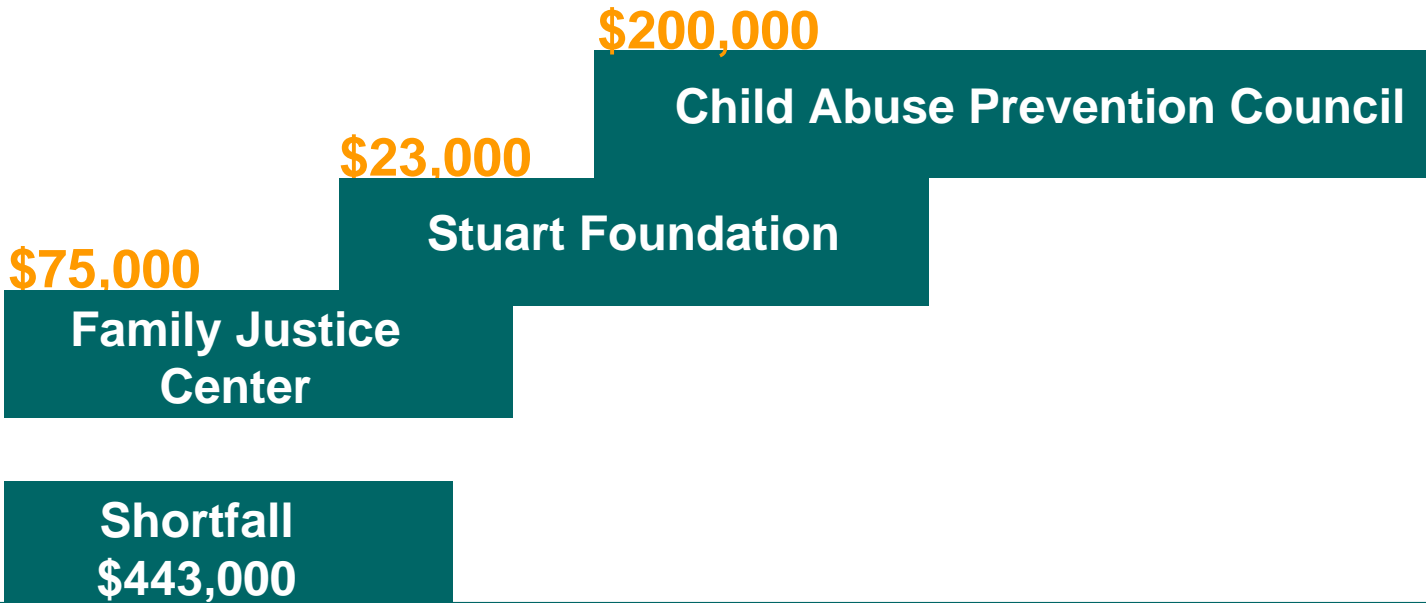 $200,000
Child Abuse Prevention Council
$23,000
Stuart Foundation
$75,000
Family Justice
Center
Shortfall
$443,000